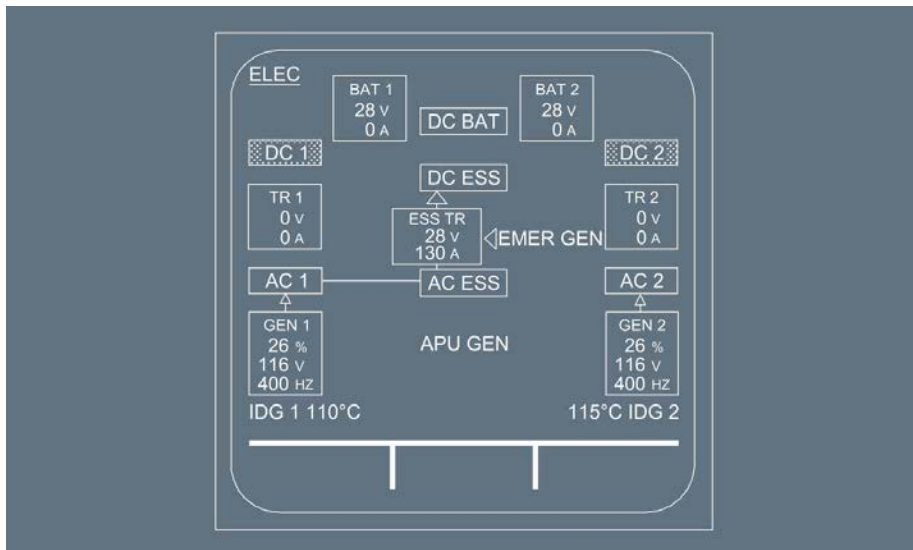 ELEC
BAT 1
28 V
0 A
DC BAT
BAT 2
28 V
0 A
DC 1
DC 2
DC ESS
TR 1
0 V
0 A
ESS TR
28 V
130 A
EMER GEN
TR 2
0 V
0 A
AC 1
AC ESS
AC 2
GEN 1
26 %
116 V
400 HZ
APU GEN
GEN 2
26 %
116 V
400 HZ
IDG 1 110°C
115°C IDG 2